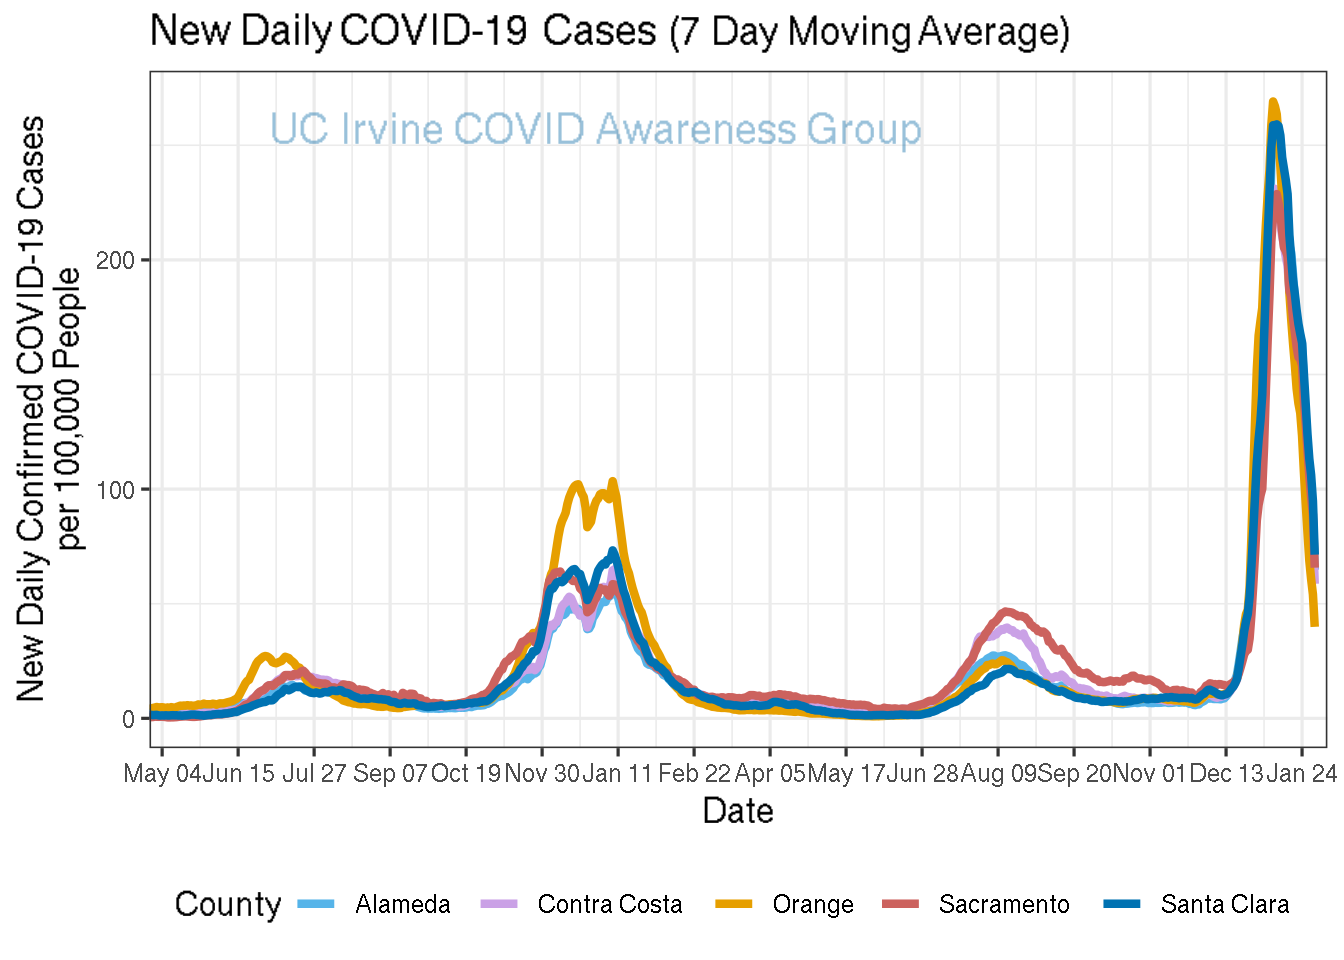 New Daily COVID-19 Cases (7 Day Moving Average)
UC Irvine COVID Awareness Group
New Daily Confirmed COVID-19 Cases
per 100,000 People
200
100
0
May 04 Jun 15 Jul 27 Sep 07 Oct 19 Nov 30 Jan 11 Feb 22 Apr 05 May 17 Jun 28 Aug 09 Sep 20 Nov 01 Dec 13 Jan 24
Date
County Alameda Contra Costa Orange Sacramento Santa Clara